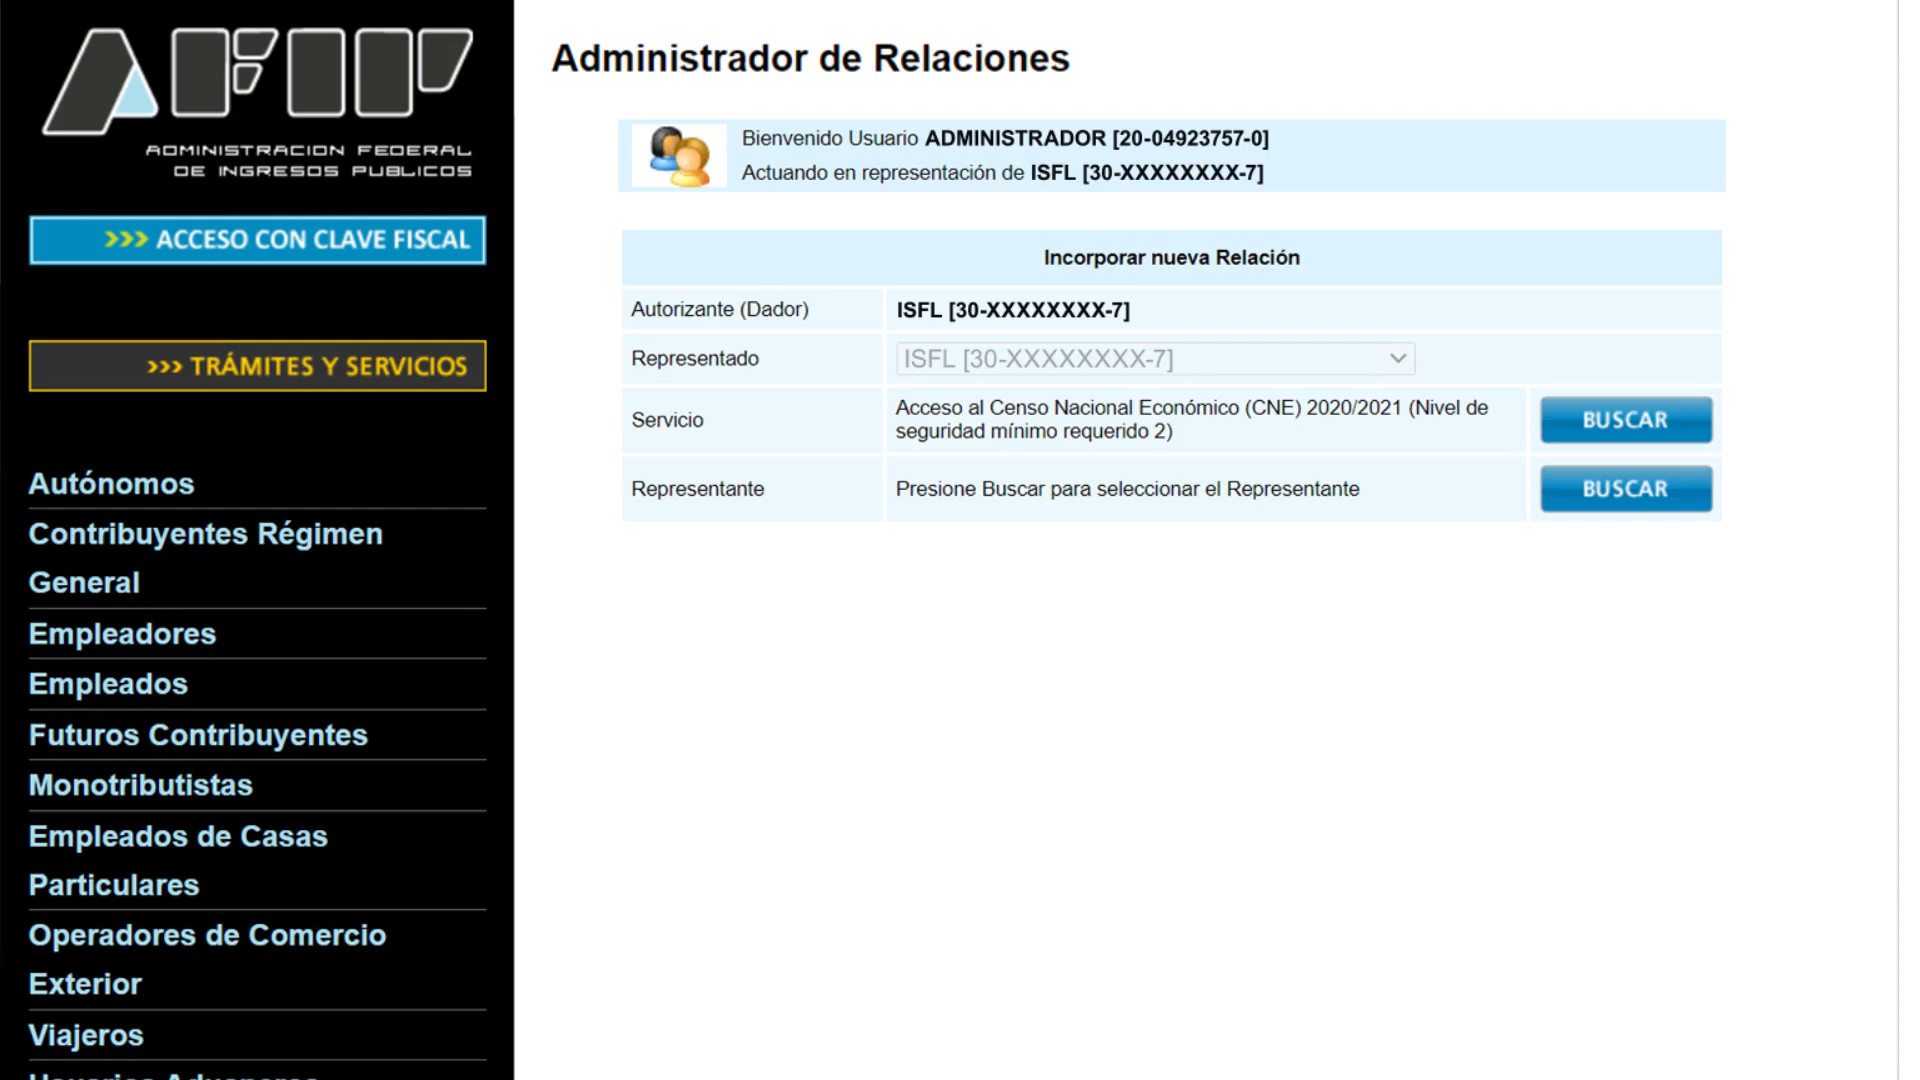 AFIP
ADMINISTRACION FEDERAL
DE INGRESOS PUBLICOS
>>> ACCESO CON CLAVE FISCAL
>>> TRÁMITES Y SERVICIOS
Autónomos
Contribuyentes Régimen
General
Empleadores
Empleados
Futuros Contribuyentes
Monotributistas
Empleados de Casas
Particulares
Operadores de Comercio
Exterior
Viajeros
Administrador de Relaciones
Bienvenido Usuario ADMINISTRADOR [20-04923757-0]
Actuando en representación de ISFL [30-XXXXXXXX-7]
Incorporar nueva Relación
Autorizante (Dador) ISFL [30-XXXXXXXX-7]
Representado ISFL [30-XXXXXXXX-7]
Servicio Acceso al Censo Nacional Económico (CNE) 2020/2021 (Nivel de
seguridad mínimo requerido 2) BUSCAR
Representante Presione Buscar para seleccionar el Representante BUSCAR